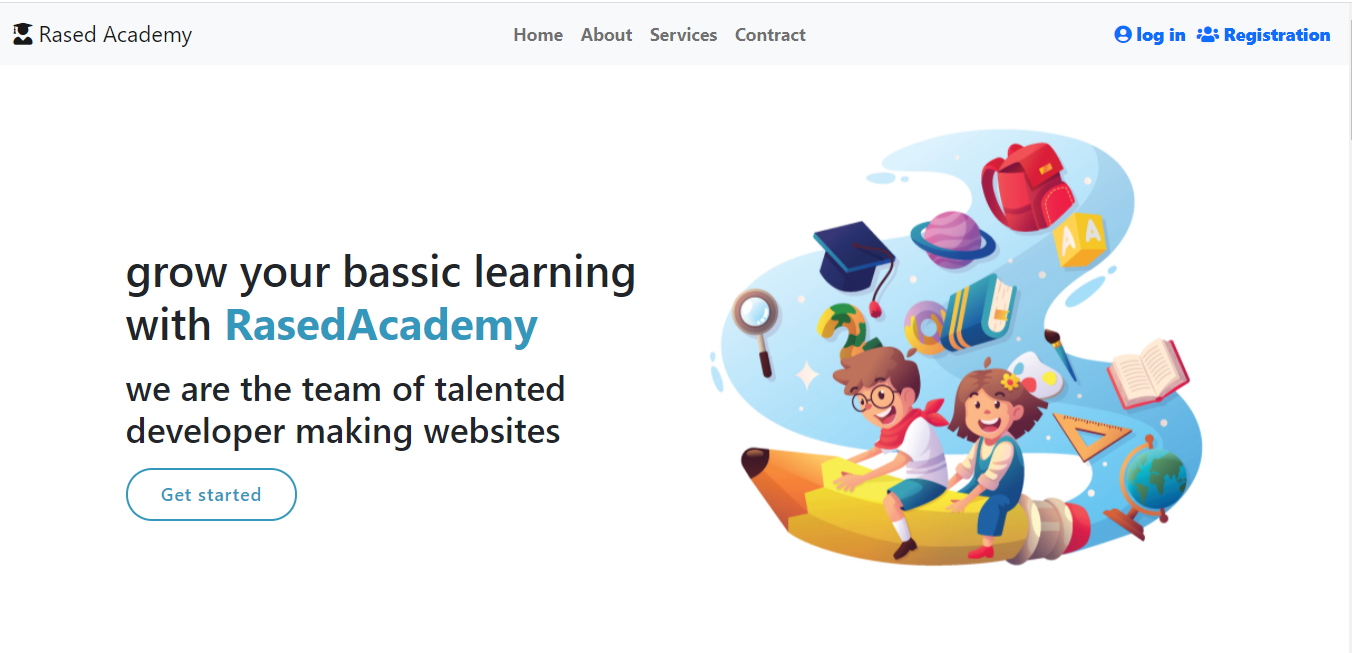 Rased Academy
Home About Services Contract
log in Registration
grow your bassic learning
with RasedAcademy
we are the team of talented
developer making websites
Get started
A A
2